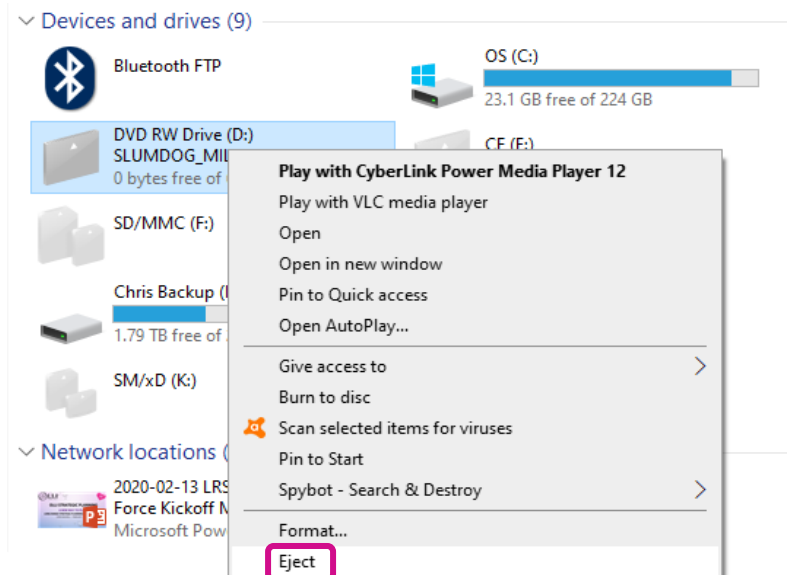 Devices and drives (9)
Bluetooth FTP
OS (C:)
23.1 GB free of 224 GB
DVD RW Drive (D:)
SLUMDOG_MIL
0 bytes free of
CF (E:)
SD/MMC (F:)
Chris Backup (
1.79 TB free of
SM/xD (K:)
Network locations (
2020-02-13 LRS
Force Kickoff M
Microsoft Pow
Play with CyberLink Power Media Player 12
Play with VLC media player
Open
Open in new window
Pin to Quick access
Open AutoPlay...
Give access to
Burn to disc
Scan selected items for viruses
Pin to Start
Spybot - Search & Destroy
Format...
Eject